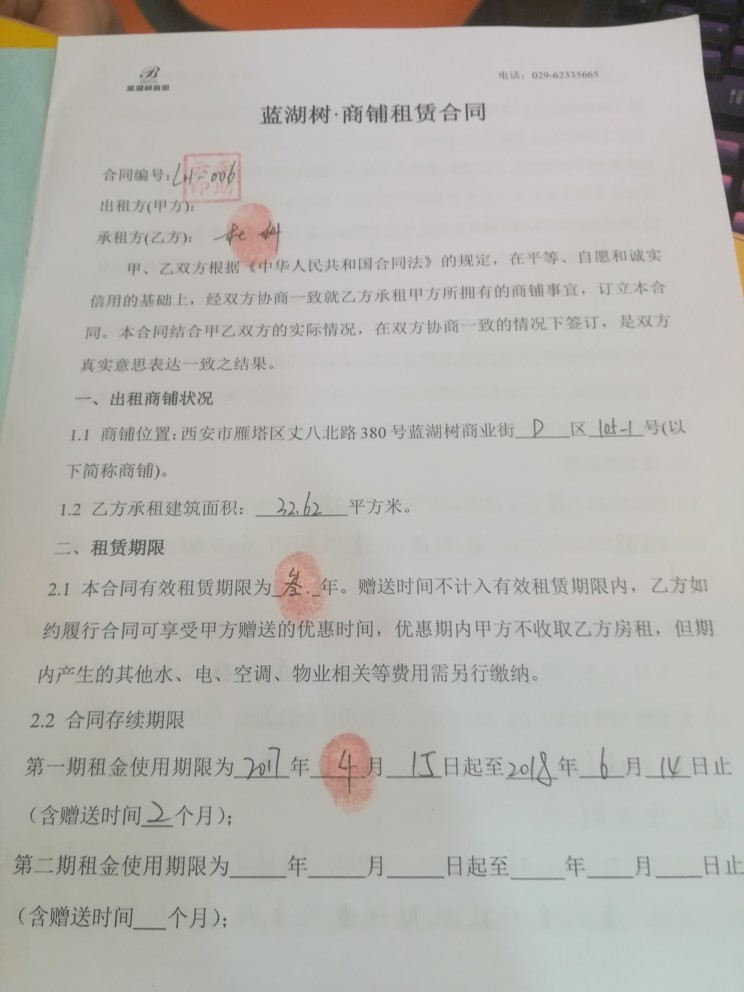 B
蓝湖树商铺
电话：029-62335665
蓝湖树·商铺租赁合同
合同编号：LH-006
出租方(甲方)：
承租方(乙方)：
甲、乙双方根据《中华人民共和国合同法》的规定，在平等、自愿和诚实
信用的基础上，经双方协商一致就乙方承租甲方所拥有的商铺事宜，订立本合
同。本合同结合甲乙双方的实际情况，在双方协商一致的情况下签订，是双方
真实意思表达一致之结果。
一、出租商铺状况
1.1 商铺位置：西安市雁塔区丈八北路380号蓝湖树商业街 D 区 105-1 号(以
下简称商铺)。
1.2 乙方承租建筑面积： 32.62 平方米。
二、租赁期限
2.1 本合同有效租赁期限为 叁 年。赠送时间不计入有效租赁期限内，乙方如
约履行合同可享受甲方赠送的优惠时间，优惠期内甲方不收取乙方房租，但期
内产生的其他水、电、空调、物业相关等费用需另行缴纳。
2.2 合同存续期限
第一期租金使用期限为 2017 年 4 月 15 日起至 2018 年 6 月 14 日止
(含赠送时间 2 个月)；
第二期租金使用期限为____年____月____日起至____年____月____日止
(含赠送时间___个月)；